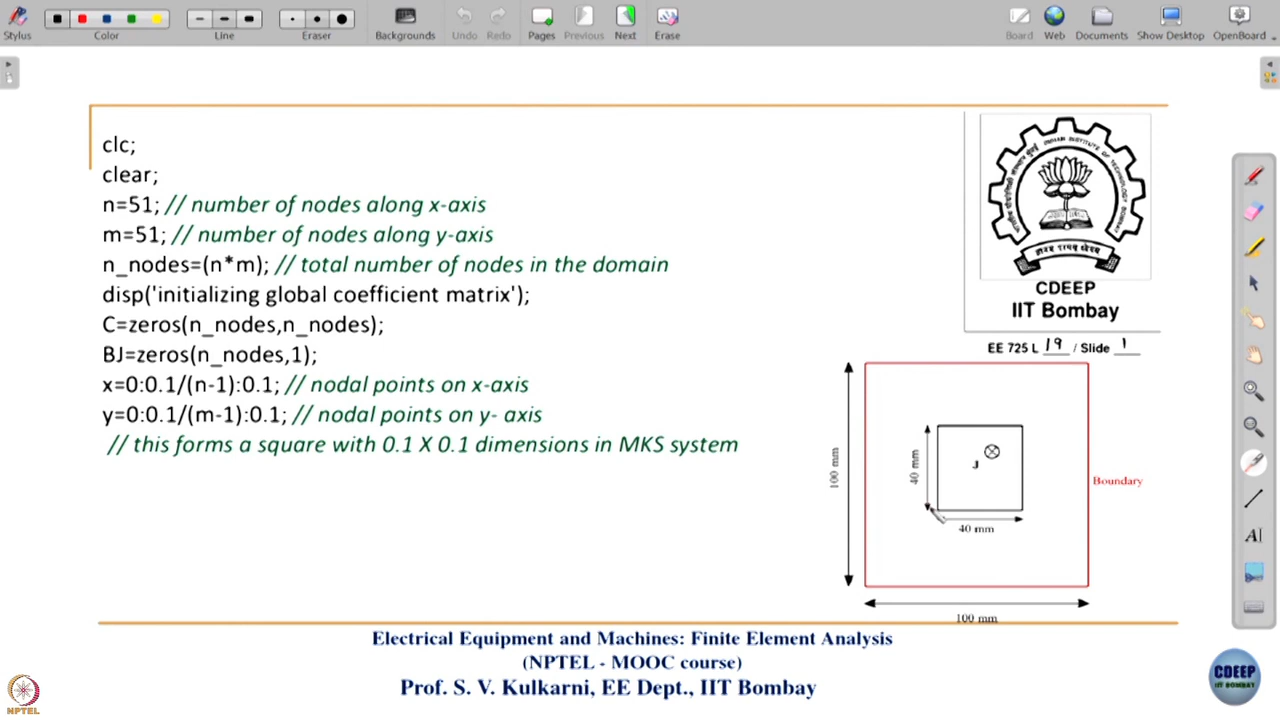 Stylus
Color
Line
Eraser
Backgrounds
Undo
Redo
Pages
Previous
Next
Erase
Board
Web
Documents
Show Desktop
OpenBoard
clc;
clear;
n=51; // number of nodes along x-axis
m=51; // number of nodes along y-axis
n_nodes=(n*m); // total number of nodes in the domain
disp('initializing global coefficient matrix');
C=zeros(n_nodes,n_nodes);
BJ=zeros(n_nodes,1);
x=0:0.1/(n-1):0.1; // nodal points on x-axis
y=0:0.1/(m-1):0.1; // nodal points on y- axis
// this forms a square with 0.1 X 0.1 dimensions in MKS system
CDEEP
IIT Bombay
EE 725 L 19 / Slide 1
100 mm
40 mm
J
40 mm
Boundary
100 mm
Electrical Equipment and Machines: Finite Element Analysis
(NPTEL - MOOC course)
Prof. S. V. Kulkarni, EE Dept., IIT Bombay
NPTEL
CDEEP
IIT BOMBAY
AI